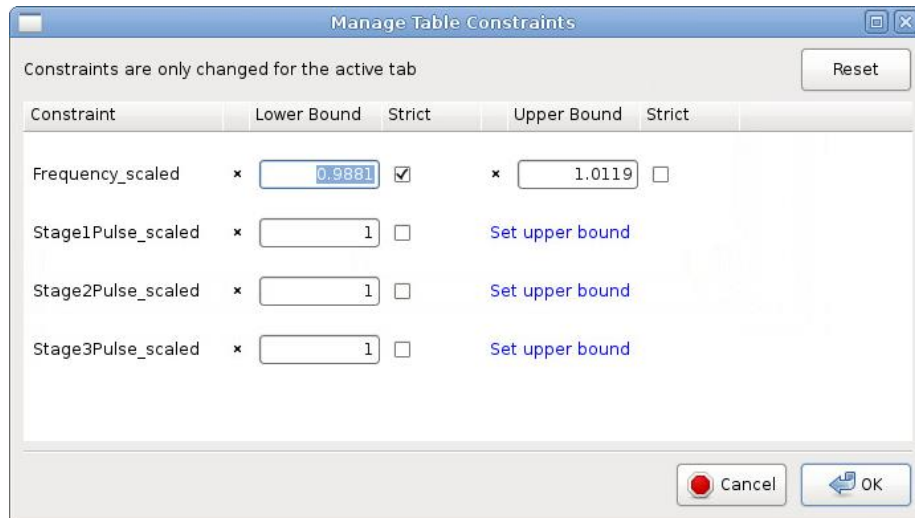 Manage Table Constraints
Constraints are only changed for the active tab Reset
Constraint Lower Bound Strict Upper Bound Strict
Frequency_scaled × 0.9881 × 1.0119
Stage1Pulse_scaled × 1 Set upper bound
Stage2Pulse_scaled × 1 Set upper bound
Stage3Pulse_scaled × 1 Set upper bound
Cancel OK